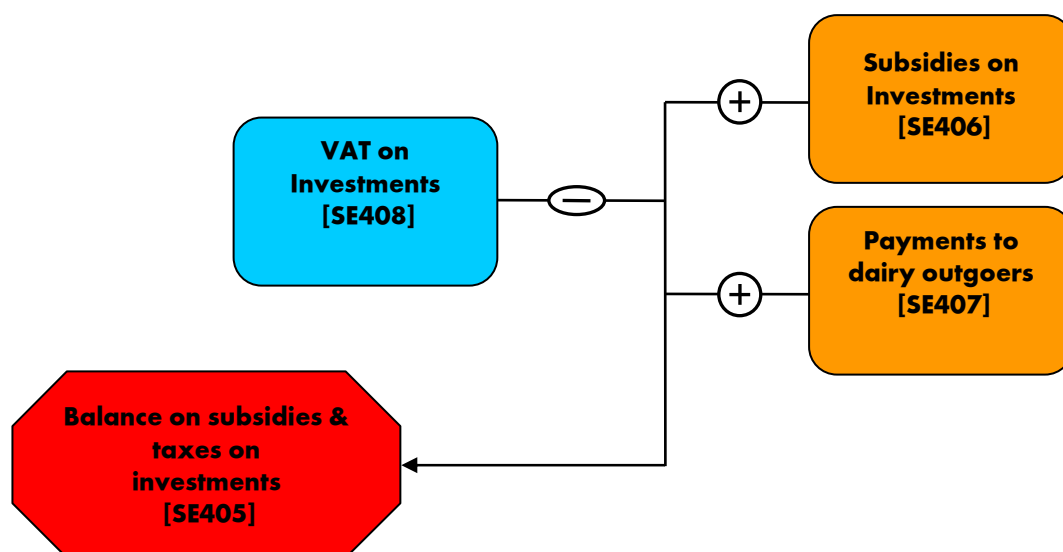 Subsidies on
Investments
[SE406]
+
VAT on
Investments
[SE408]
−
Payments to
dairy outgoers
[SE407]
+
Balance on subsidies &
taxes on
investments
[SE405]